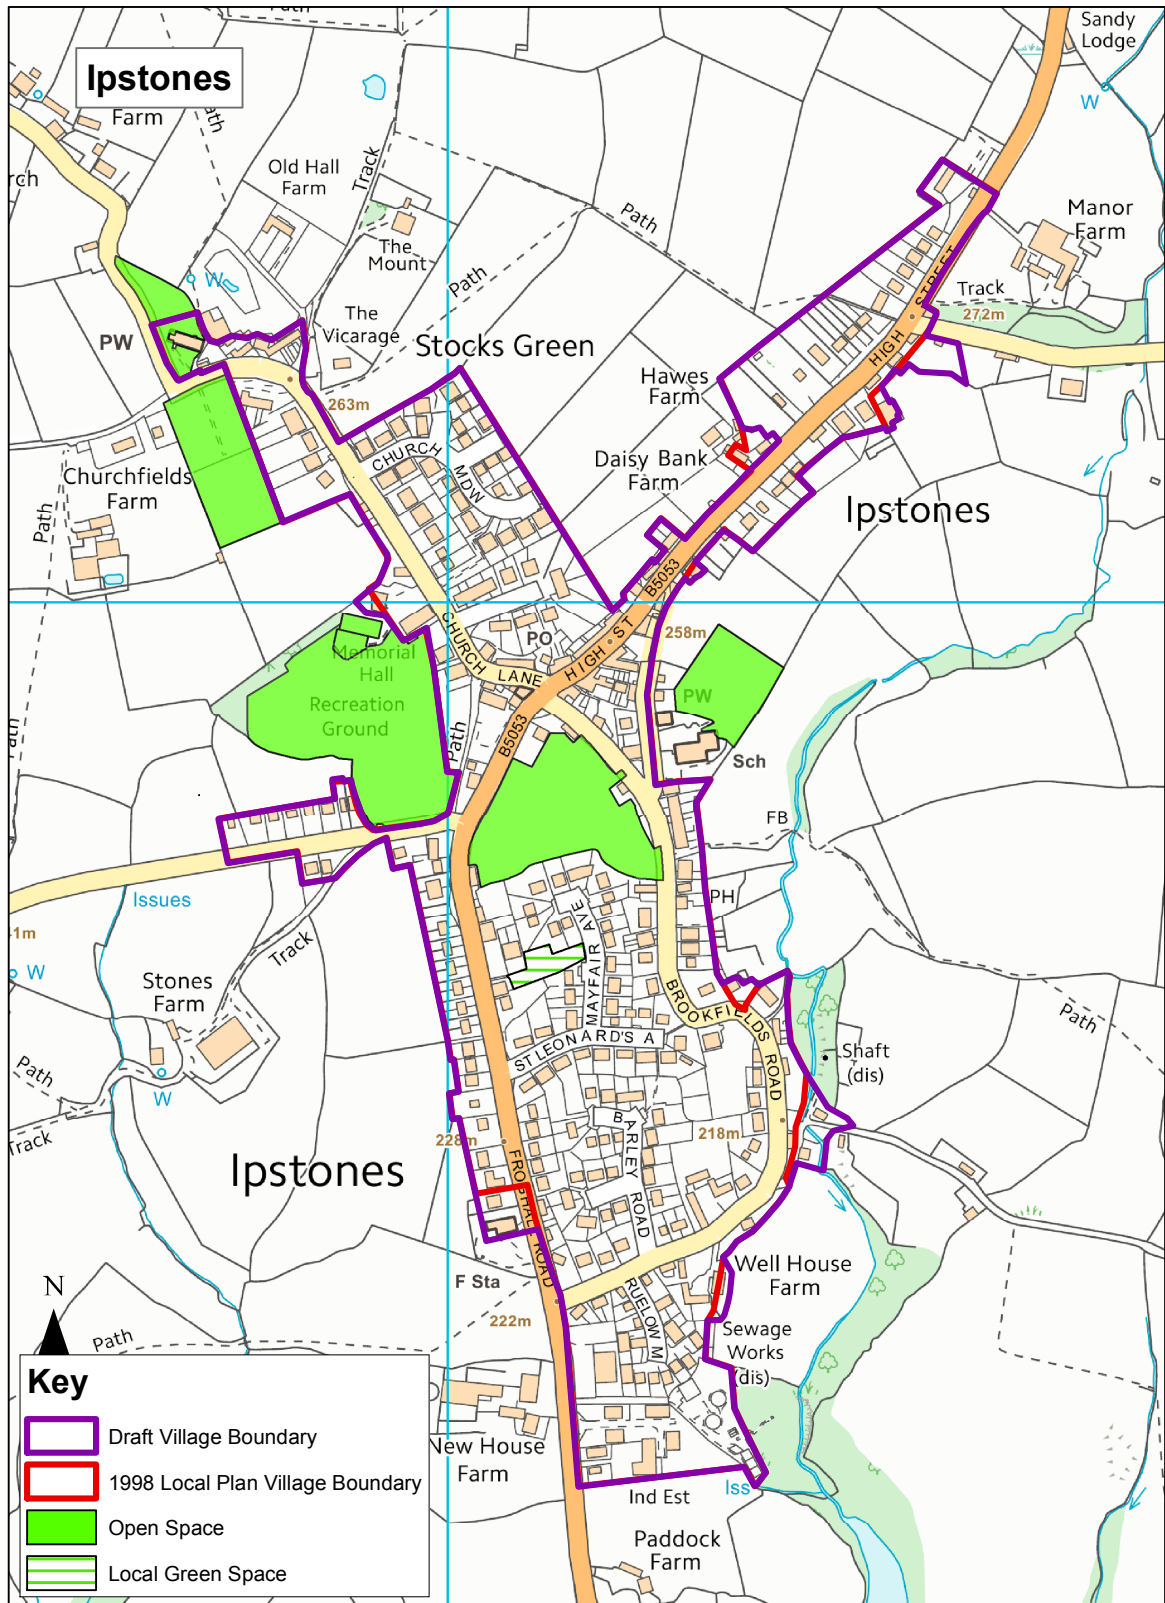 Path
Sandy
Lodge
Ipstones
W
Farm
ath
rch
Old Hall
Farm
Track
Path
Manor
Farm
The
Mount
W
Path
STREET
Track
272m
The
Vicarage
PW
Stocks Green
HIGH
Hawes
Farm
263m
CHURCH
MDW
Daisy Bank
Farm
Churchfields
Farm
Path
Ipstones
B5053
CHURCH
LANE
PO
HIGH ST
258m
Memorial
Hall
PW
Recreation
Ground
Path
B5053
Path
Sch
FB
PH
Issues
41m
AVE
MAYFAIR
W
Track
Stones
Farm
BROOKFIELDS
ROAD
Path
ST LEONARD'S A
Shaft
(dis)
Path
W
Track
228m
BARLEY
ROAD
218m
Ipstones
FROGHALL ROAD
F Sta
Well House
Farm
N
222m
RUELOW M
Sewage
Works
(dis)
Path
Key
Draft Village Boundary
1998 Local Plan Village Boundary
Open Space
Local Green Space
New House
Farm
Ind Est
Iss
Paddock
Farm